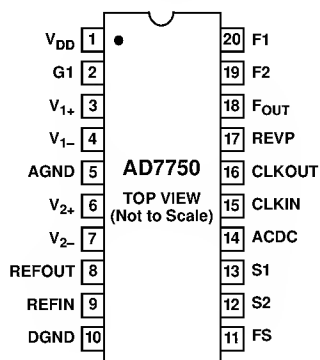 V_DD 1 20 F1
G1 2 19 F2
V_1+ 3 18 F_OUT
V_1– 4 17 REVP
AGND 5 16 CLKOUT
AD7750
TOP VIEW
(Not to Scale)
V_2+ 6 15 CLKIN
V_2– 7 14 ACDC
REFOUT 8 13 S1
REFIN 9 12 S2
DGND 10 11 FS